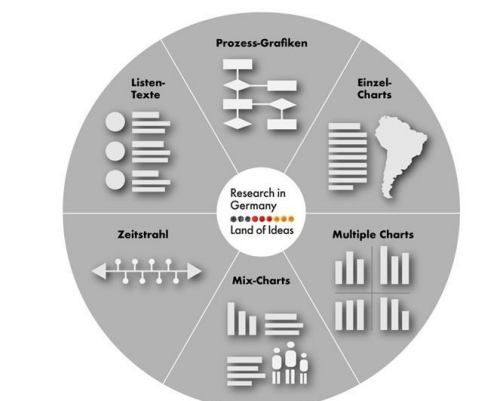 Prozess-Grafiken
Listen-
Texte
Einzel-
Charts
Research in
Germany
Land of Ideas
Zeitstrahl
Multiple Charts
Mix-Charts